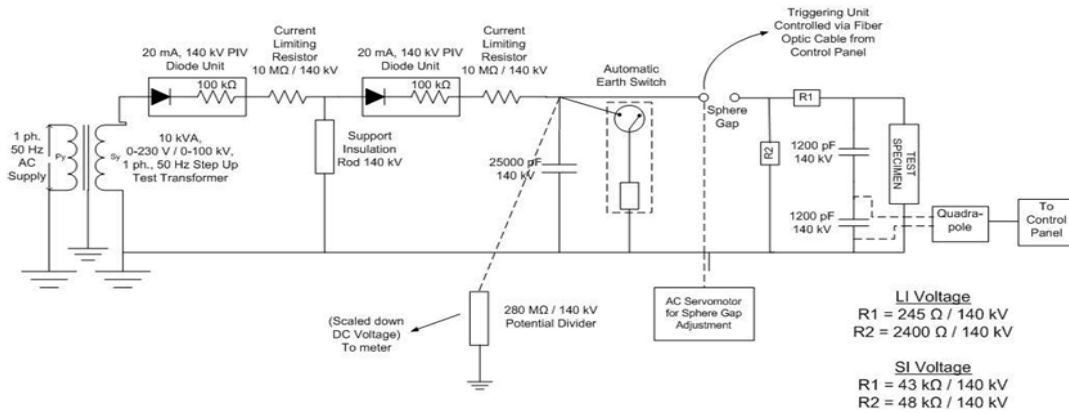 Triggering Unit
Controlled via Fiber
Optic Cable from
Control Panel
20 mA, 140 kV PIV
Diode Unit
100 kΩ
Current
Limiting
Resistor
10 MΩ / 140 kV
20 mA, 140 kV PIV
Diode Unit
100 kΩ
Current
Limiting
Resistor
10 MΩ / 140 kV
Automatic
Earth Switch
Sphere
Gap
R1
R2
1 ph.
50 Hz
AC
Supply
Py
Sy
10 kVA,
0-230 V / 0-100 kV,
1 ph., 50 Hz Step Up
Test Transformer
Support
Insulation
Rod 140 kV
25000 pF
140 kV
1200 pF
140 kV
TEST
SPECIMEN
1200 pF
140 kV
Quadra-
pole
To
Control
Panel
(Scaled down
DC Voltage)
To meter
280 MΩ / 140 kV
Potential Divider
AC Servomotor
for Sphere Gap
Adjustment
LI Voltage
R1 = 245 Ω / 140 kV
R2 = 2400 Ω / 140 kV
SI Voltage
R1 = 43 kΩ / 140 kV
R2 = 48 kΩ / 140 kV